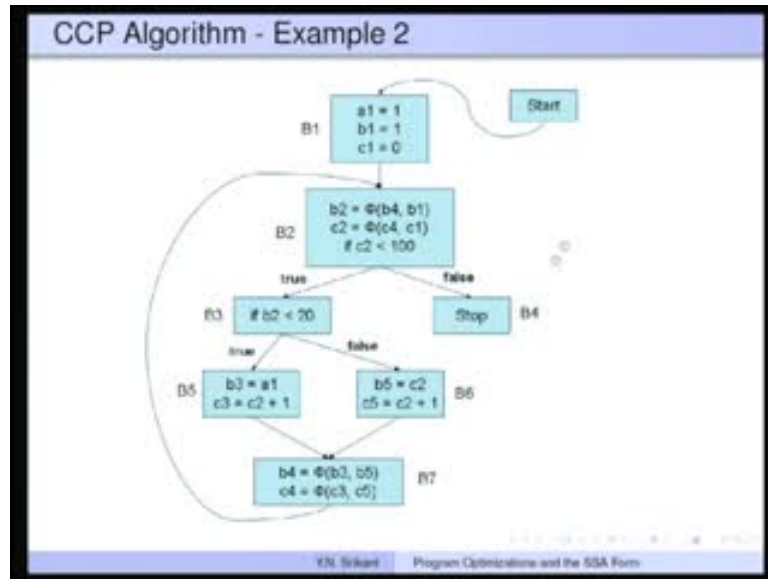 CCP Algorithm - Example 2
Start
B1
a1 = 1
b1 = 1
c1 = 0
B2
b2 = Φ(b4, b1)
c2 = Φ(c4, c1)
if c2 < 100
true
false
B3
if b2 < 20
Stop
B4
true
false
B5
b3 = a1
c3 = c2 + 1
b5 = c2
c5 = c2 + 1
B6
b4 = Φ(b3, b5)
c4 = Φ(c3, c5)
B7
Y.N. Srikant
Program Optimizations and the SSA Form